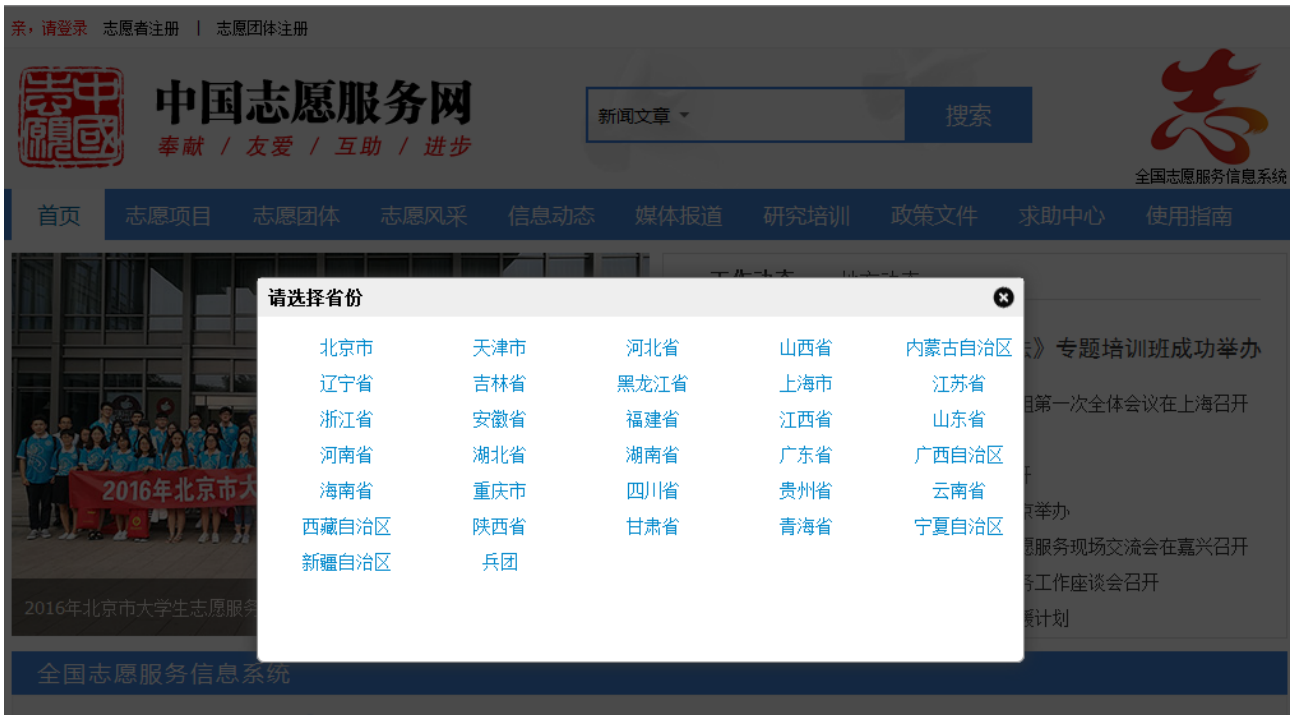 亲，请登录 志愿者注册 | 志愿团体注册
中國志願
中国志愿服务网
奉献 / 友爱 / 互助 / 进步
新闻文章
搜索
全国志愿服务信息系统
首页 志愿项目 志愿团体 志愿风采 信息动态 媒体报道 研究培训 政策文件 求助中心 使用指南
请选择省份
北京市 天津市 河北省 山西省 内蒙古自治区
辽宁省 吉林省 黑龙江省 上海市 江苏省
浙江省 安徽省 福建省 江西省 山东省
河南省 湖北省 湖南省 广东省 广西自治区
海南省 重庆市 四川省 贵州省 云南省
西藏自治区 陕西省 甘肃省 青海省 宁夏自治区
新疆自治区 兵团
》专题培训班成功举办
第一次全体会议在上海召开
京举办
愿服务现场交流会在嘉兴召开
务工作座谈会召开
援计划
2016年北京市大
2016年北京市大学生志愿服务
全国志愿服务信息系统